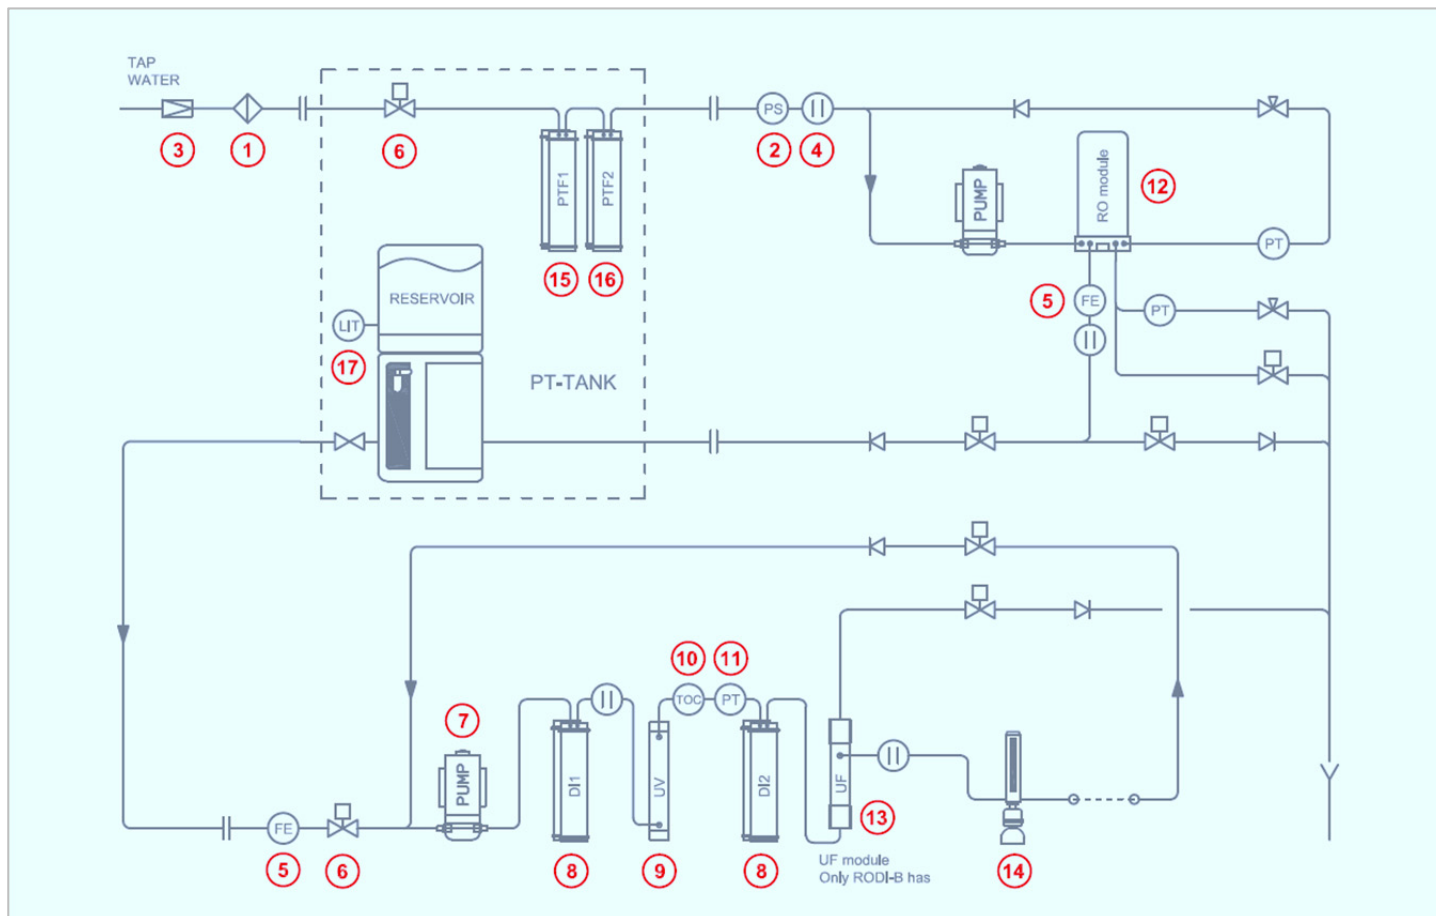 TAP
WATER
3
1
6
PTF1
PTF2
15
16
PS
2
4
PUMP
RO module
12
PT
RESERVOIR
LIT
17
PT-TANK
5
FE
PT
10
11
TOC
PT
7
PUMP
DI1
UV
DI2
UF
13
FE
5
6
8
9
8
UF module
Only RODI-B has
14